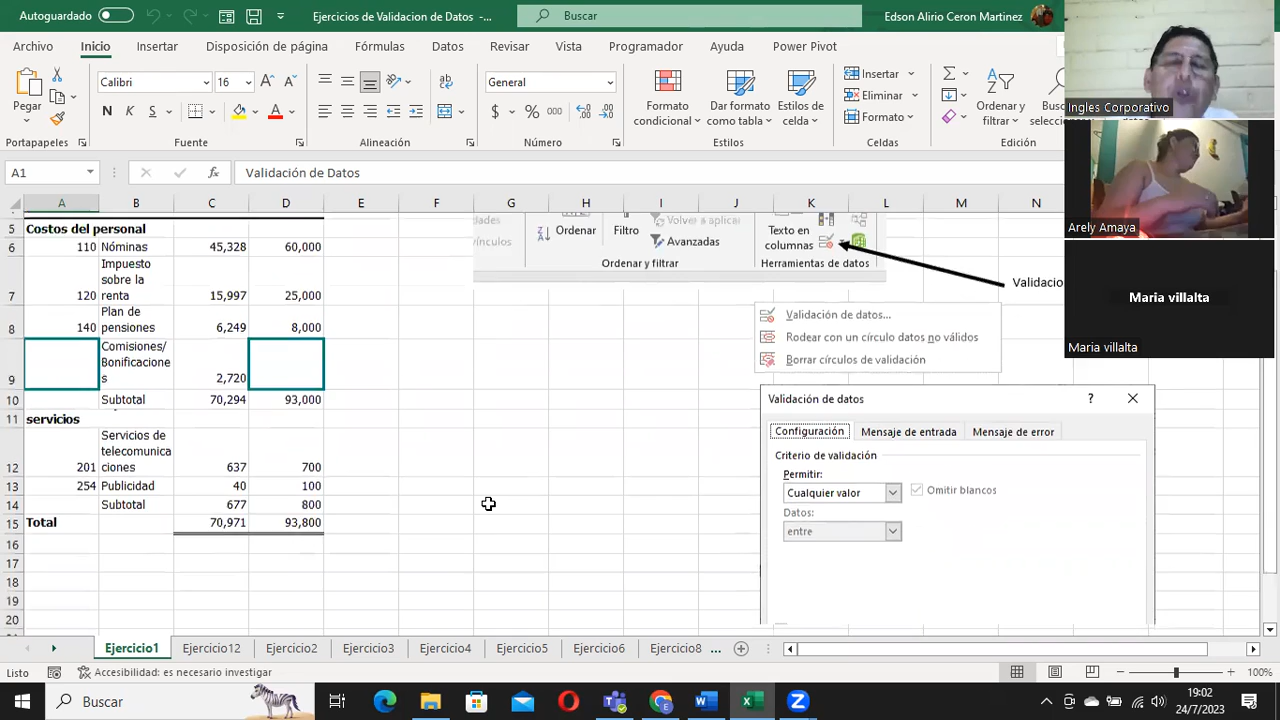 Autoguardado
Ejercicios de Validacion de Datos
Buscar
Edson Alirio Ceron Martinez
Archivo Inicio Insertar Disposición de página Fórmulas Datos Revisar Vista Programador Ayuda Power Pivot
Pegar
Calibri 16
N K S
General
$ % 000
Formato condicional
Dar formato como tabla
Estilos de celda
Insertar
Eliminar
Formato
Ordenar y filtrar
Portapapeles Fuente Alineación Número Estilos Celdas Edición
A1 fx Validación de Datos
A B C D E F G H I J K L M N
5 Costos del personal
6 110 Nóminas 45,328 60,000
Impuesto
sobre la
7 120 renta 15,997 25,000
Plan de
8 140 pensiones 6,249 8,000
Comisiones/
Bonificacione
9 s 2,720
10 Subtotal 70,294 93,000
11 servicios
Servicios de
telecomunica
12 201 ciones 637 700
13 254 Publicidad 40 100
14 Subtotal 677 800
15 Total 70,971 93,800
16
17
18
19
20
Ordenar
Filtro
Volver a aplicar
Avanzadas
Ordenar y filtrar
Texto en
columnas
Herramientas de datos
Validacio
Validación de datos...
Rodear con un círculo datos no válidos
Borrar círculos de validación
Validación de datos ?
Configuración Mensaje de entrada Mensaje de error
Criterio de validación
Permitir:
Cualquier valor Omitir blancos
Datos:
entre
Ingles Corporativo
Arely Amaya
Maria villalta
Maria villalta
Ejercicio1 Ejercicio12 Ejercicio2 Ejercicio3 Ejercicio4 Ejercicio5 Ejercicio6 Ejercicio8 ...
Listo Accesibilidad: es necesario investigar 100%
Buscar
19:02
24/7/2023